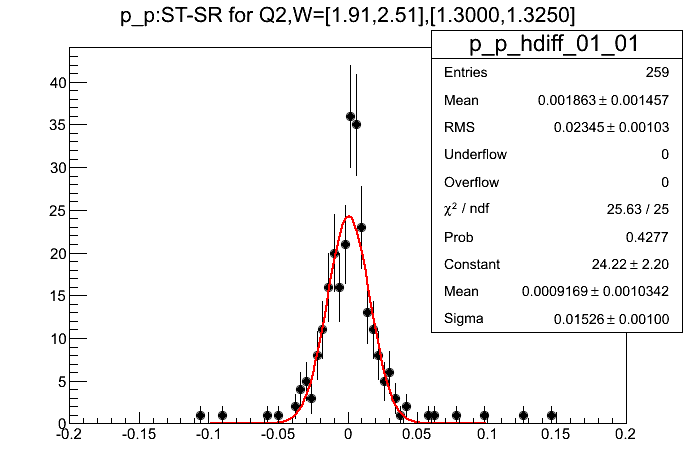 p_p:ST-SR for Q2,W=[1.91,2.51],[1.3000,1.3250]
p_p_hdiff_01_01
Entries 259
Mean 0.001863 ± 0.001457
RMS 0.02345 ± 0.00103
Underflow 0
Overflow 0
χ² / ndf 25.63 / 25
Prob 0.4277
Constant 24.22 ± 2.20
Mean 0.0009169 ± 0.0010342
Sigma 0.01526 ± 0.00100
40
35
30
25
20
15
10
5
0
-0.2 -0.15 -0.1 -0.05 0 0.05 0.1 0.15 0.2